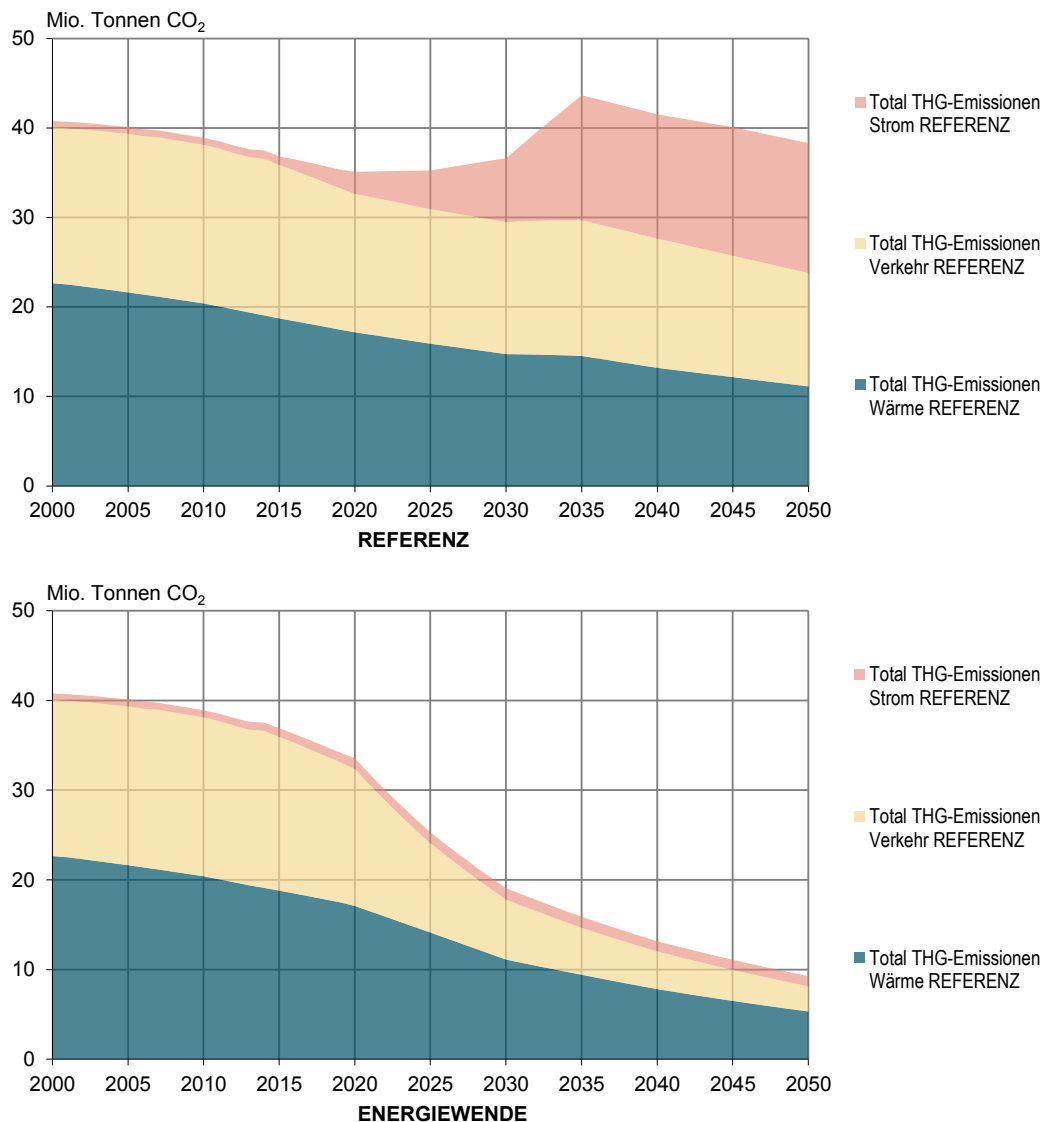 Mio. Tonnen CO₂
50
40
30
20
10
0
2000 2005 2010 2015 2020 2025 2030 2035 2040 2045 2050
REFERENZ
Total THG-Emissionen
Strom REFERENZ
Total THG-Emissionen
Verkehr REFERENZ
Total THG-Emissionen
Wärme REFERENZ
Mio. Tonnen CO₂
50
40
30
20
10
0
2000 2005 2010 2015 2020 2025 2030 2035 2040 2045 2050
ENERGIEWENDE
Total THG-Emissionen
Strom REFERENZ
Total THG-Emissionen
Verkehr REFERENZ
Total THG-Emissionen
Wärme REFERENZ